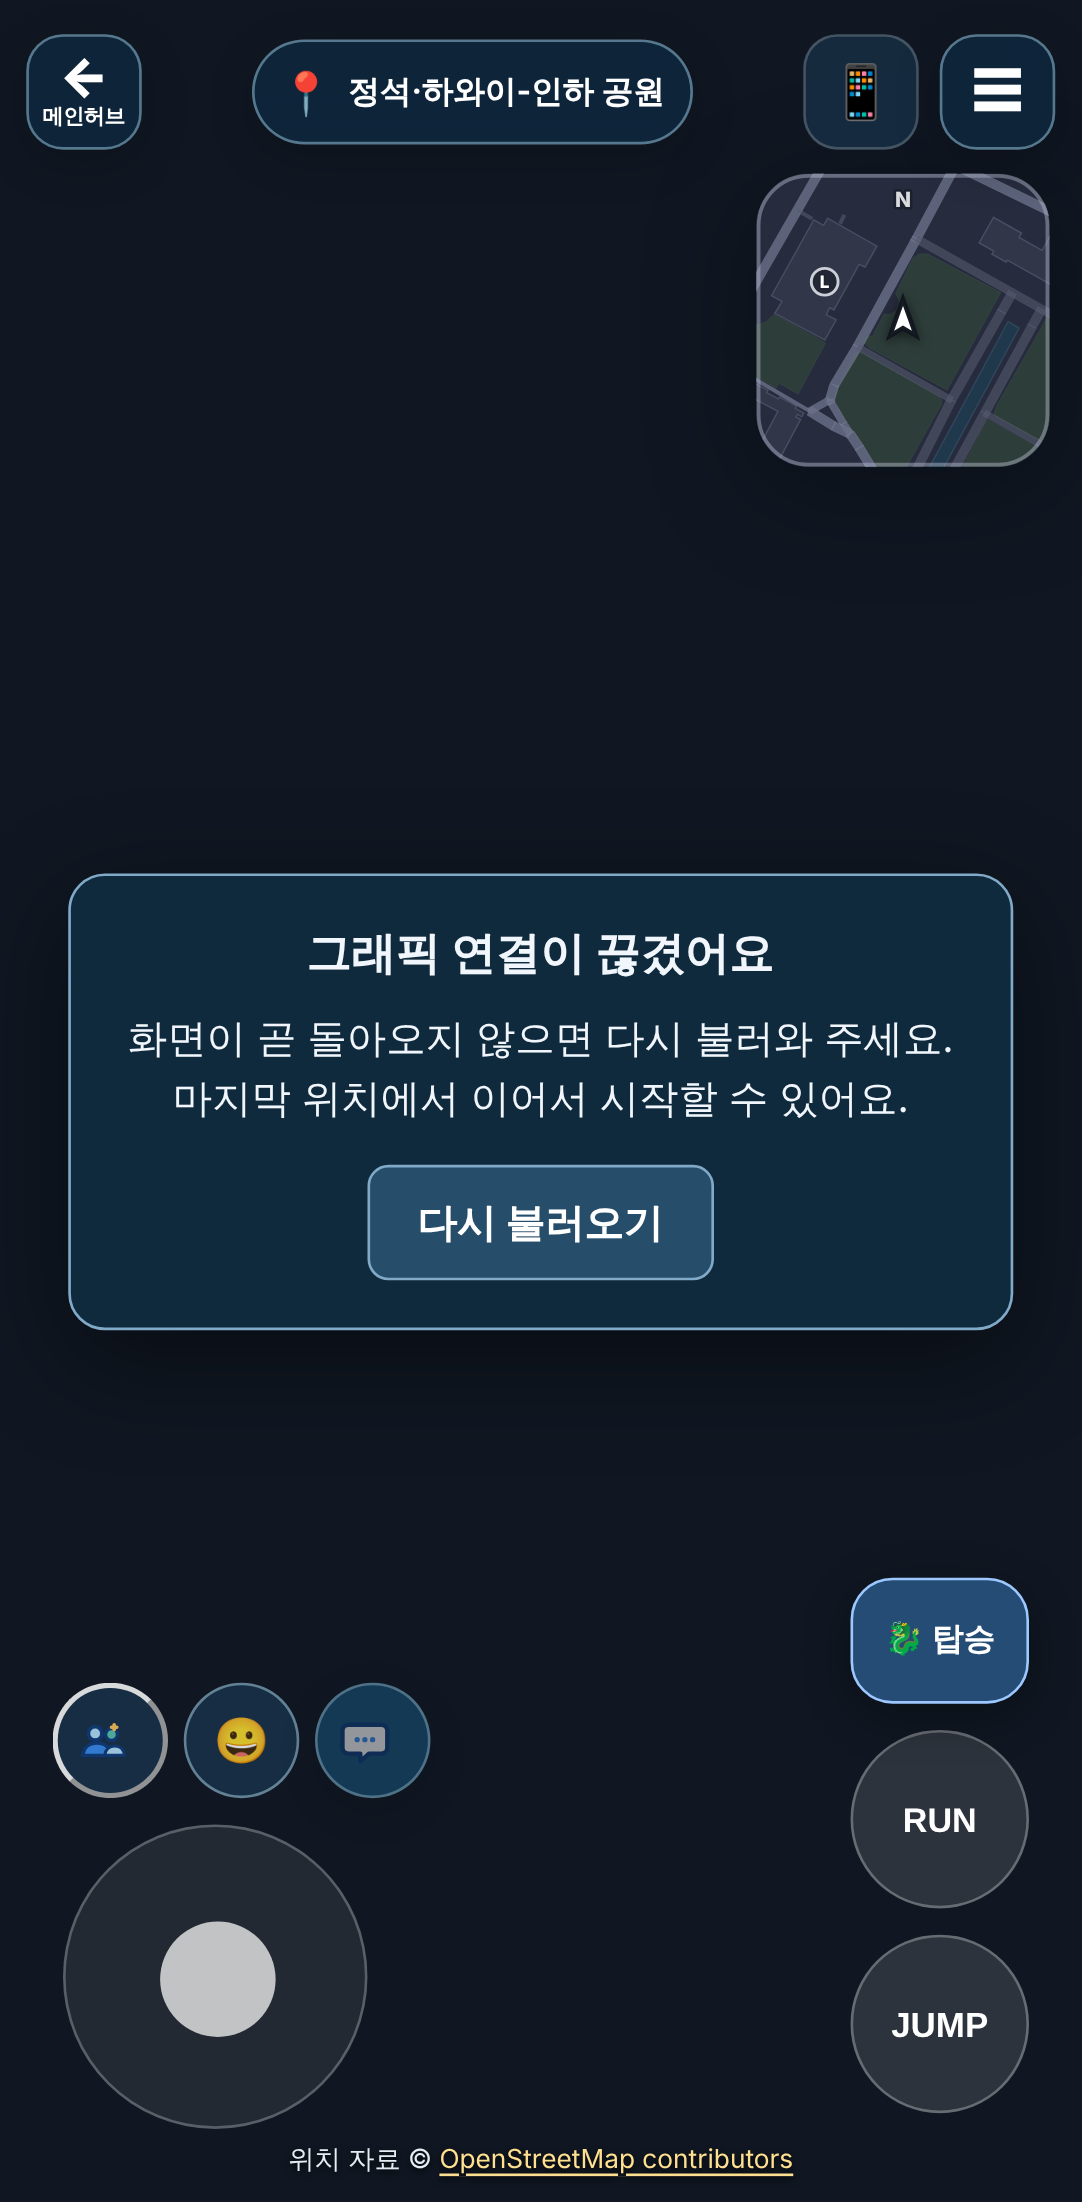 메인허브
정석·하와이-인하 공원
N
L
그래픽 연결이 끊겼어요
화면이 곧 돌아오지 않으면 다시 불러와 주세요.
마지막 위치에서 이어서 시작할 수 있어요.
다시 불러오기
탑승
RUN
JUMP
위치 자료 © OpenStreetMap contributors